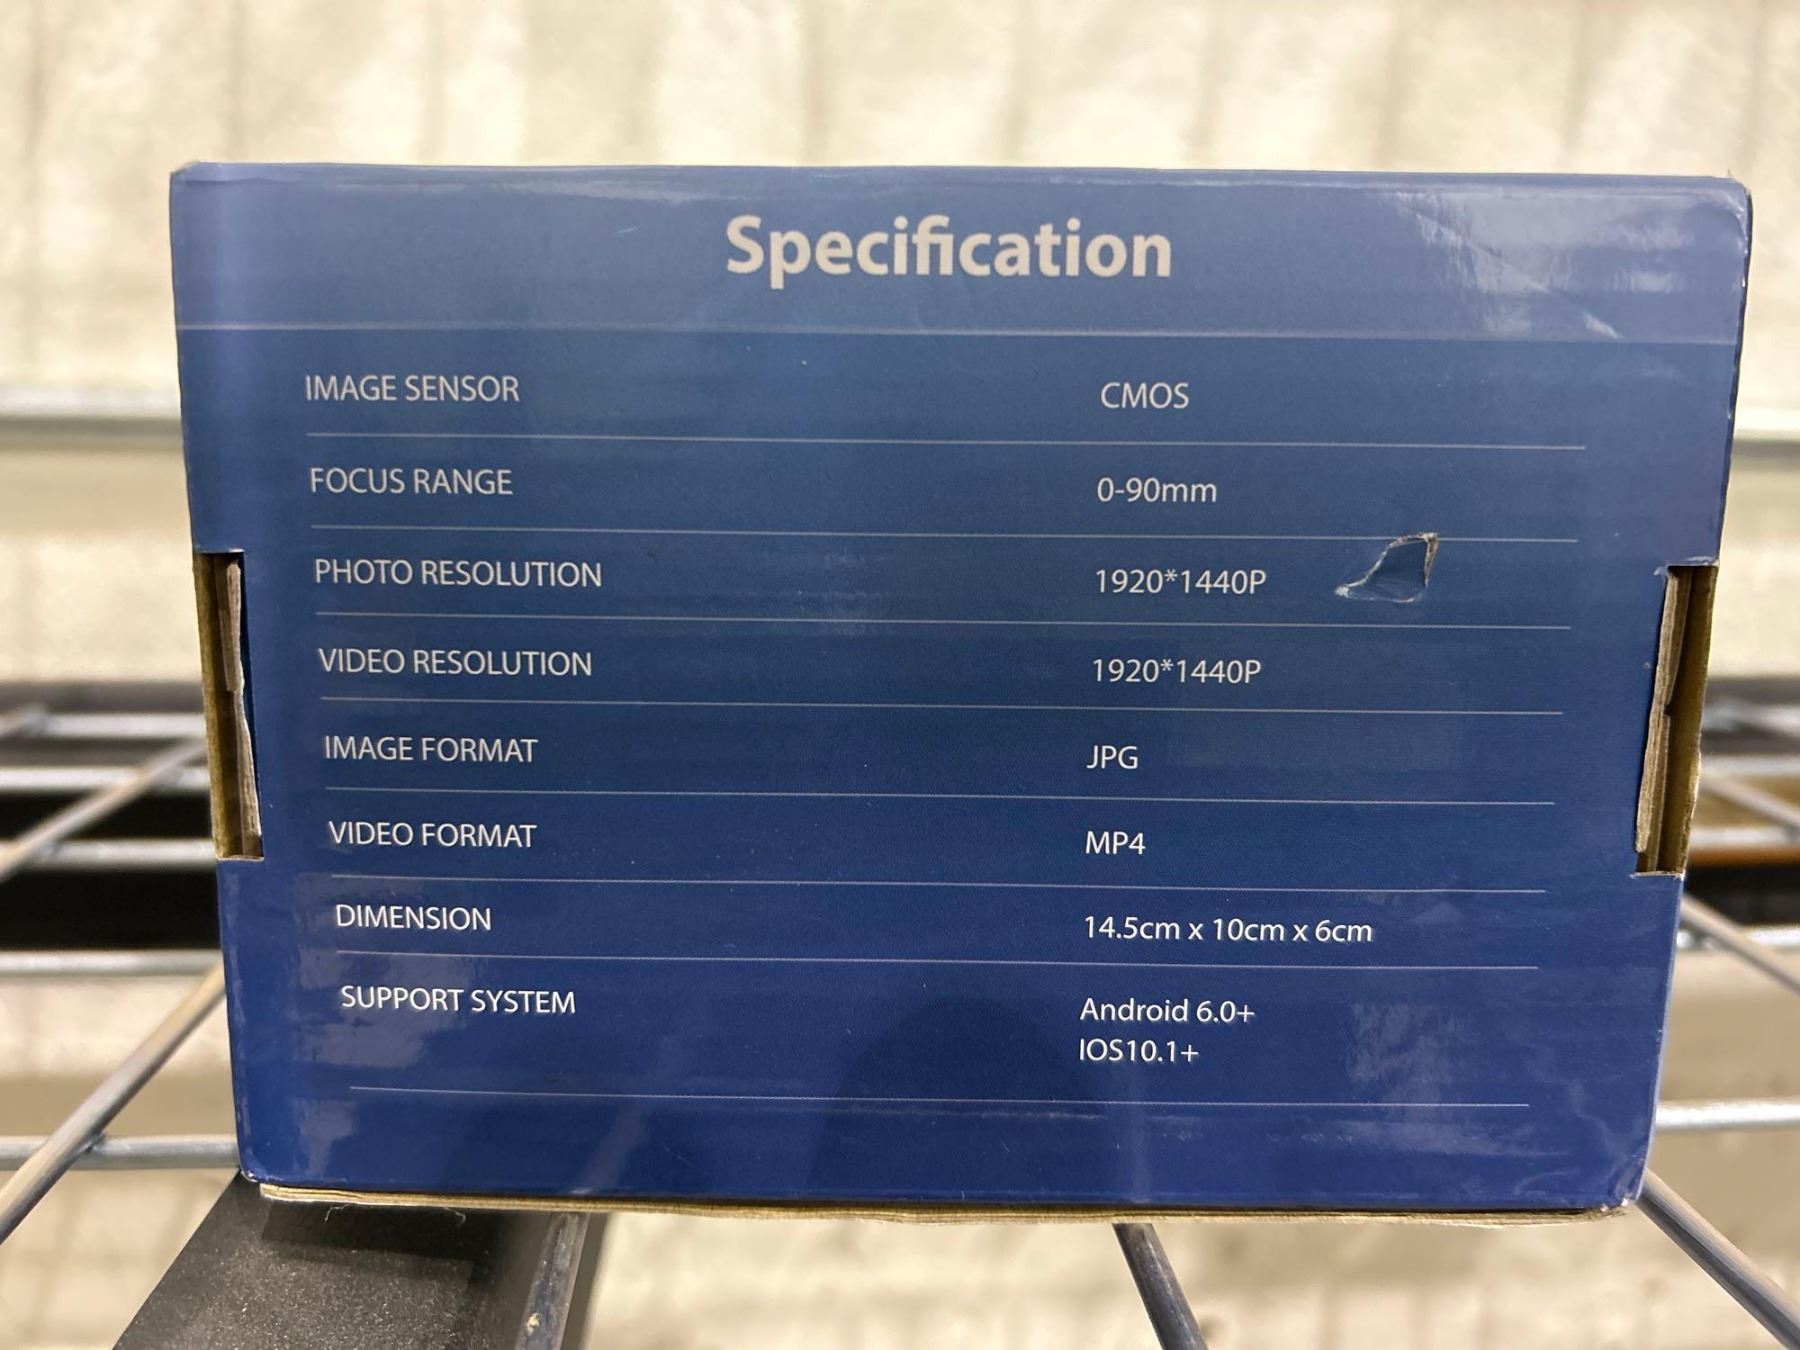 Specification
IMAGE SENSOR CMOS
FOCUS RANGE 0-90mm
PHOTO RESOLUTION 1920*1440P
VIDEO RESOLUTION 1920*1440P
IMAGE FORMAT JPG
VIDEO FORMAT MP4
DIMENSION 14.5cm x 10cm x 6cm
SUPPORT SYSTEM Android 6.0+
IOS10.1+